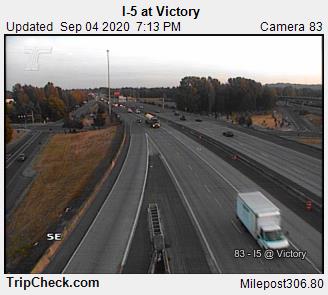 I-5 at Victory
Updated Sep 04 2020 7:13 PM Camera 83
SE
83 - I5 @ Victory
TripCheck.com Milepost306.80